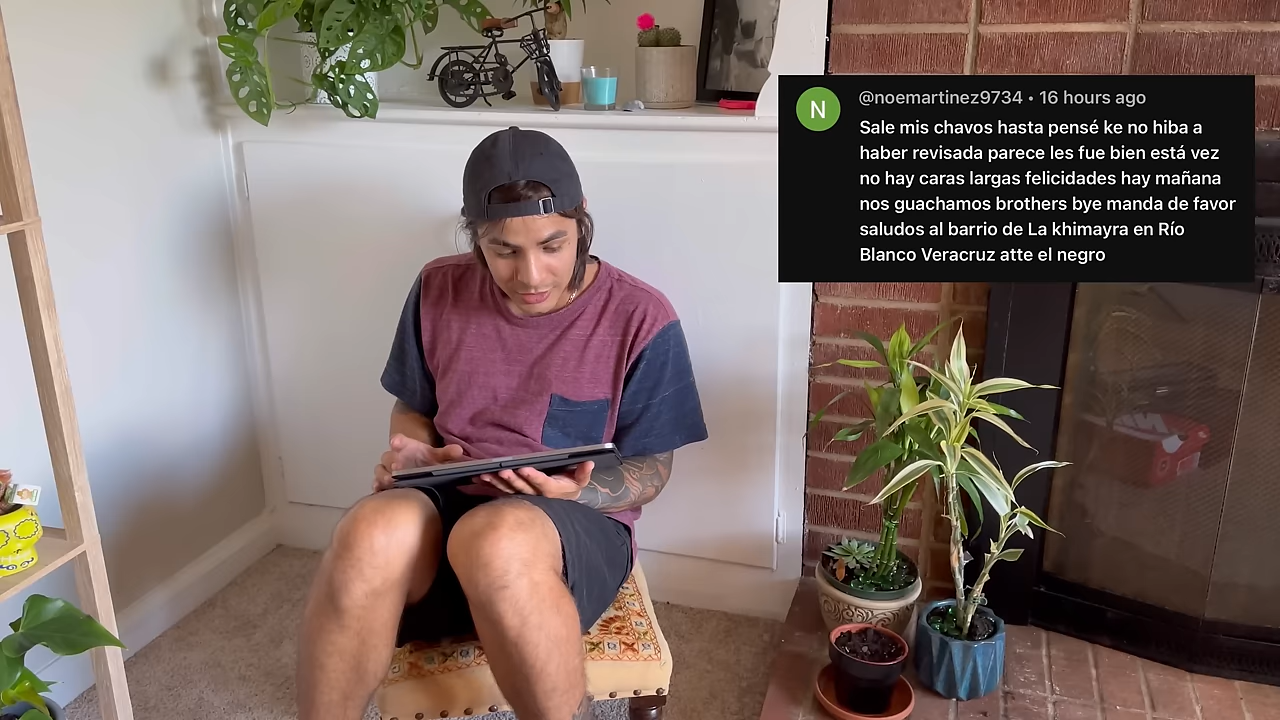 N
@noemartinez9734 • 16 hours ago
Sale mis chavos hasta pensé ke no hiba a
haber revisada parece les fue bien está vez
no hay caras largas felicidades hay mañana
nos guachamos brothers bye manda de favor
saludos al barrio de La khimayra en Río
Blanco Veracruz atte el negro